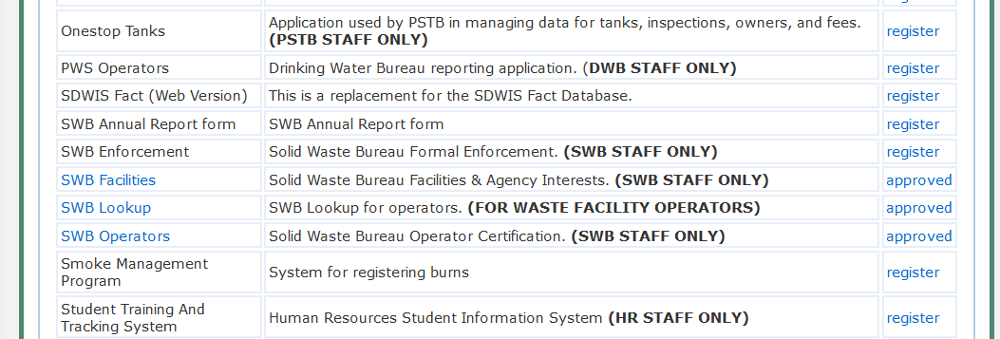 Onestop Tanks
Application used by PSTB in managing data for tanks, inspections, owners, and fees.
(PSTB STAFF ONLY)
register
PWS Operators
Drinking Water Bureau reporting application. (DWB STAFF ONLY)
register
SDWIS Fact (Web Version)
This is a replacement for the SDWIS Fact Database.
register
SWB Annual Report form
SWB Annual Report form
register
SWB Enforcement
Solid Waste Bureau Formal Enforcement. (SWB STAFF ONLY)
register
SWB Facilities
Solid Waste Bureau Facilities & Agency Interests. (SWB STAFF ONLY)
approved
SWB Lookup
SWB Lookup for operators. (FOR WASTE FACILITY OPERATORS)
approved
SWB Operators
Solid Waste Bureau Operator Certification. (SWB STAFF ONLY)
approved
Smoke Management
Program
System for registering burns
register
Student Training And
Tracking System
Human Resources Student Information System (HR STAFF ONLY)
register